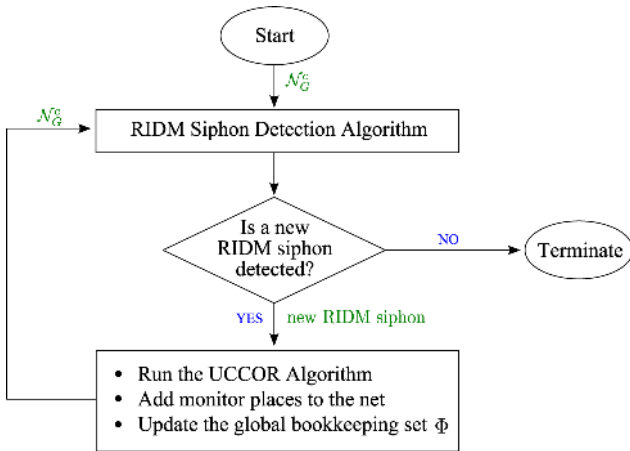 Start
𝒩_G^c
𝒩_G^c
RIDM Siphon Detection Algorithm
Is a new
RIDM siphon
detected?
NO
Terminate
YES
new RIDM siphon
• Run the UCCOR Algorithm
• Add monitor places to the net
• Update the global bookkeeping set Φ